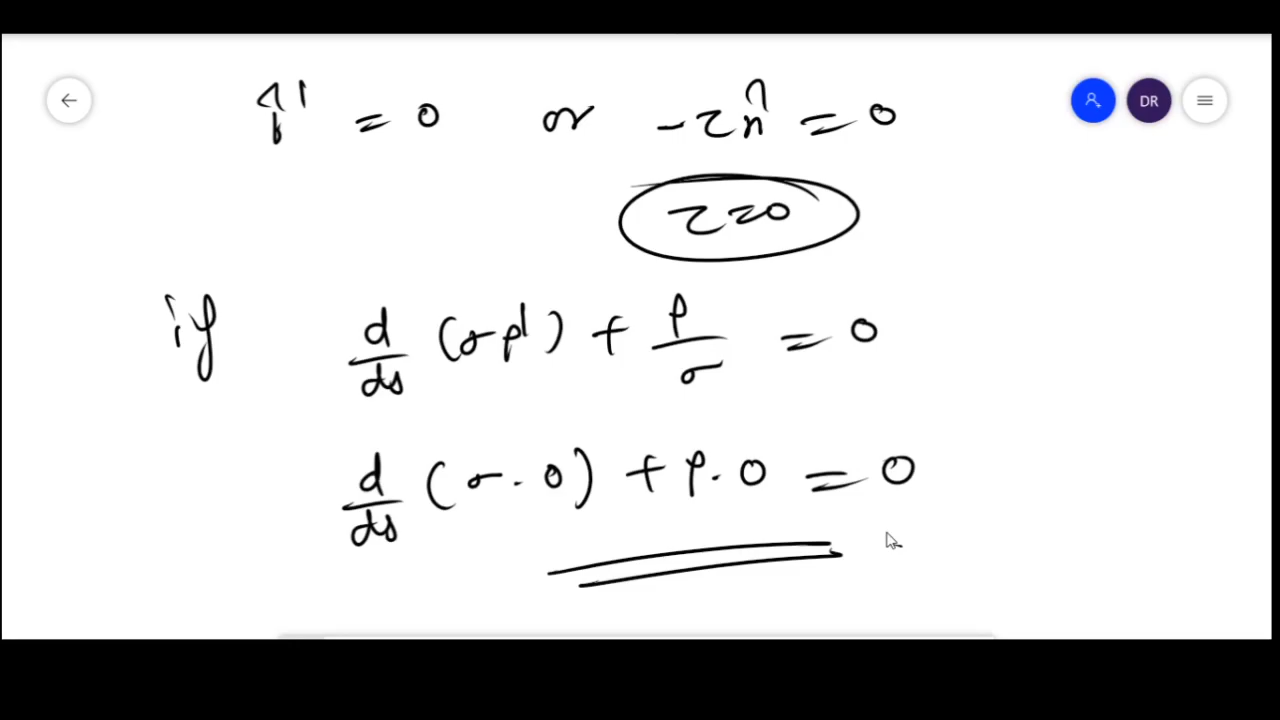 b̂' = 0 or -τn̂ = 0
DR
τ=0
if d/ds (σρ') + ρ/σ = 0
d/ds (σ.0) + ρ.0 = 0